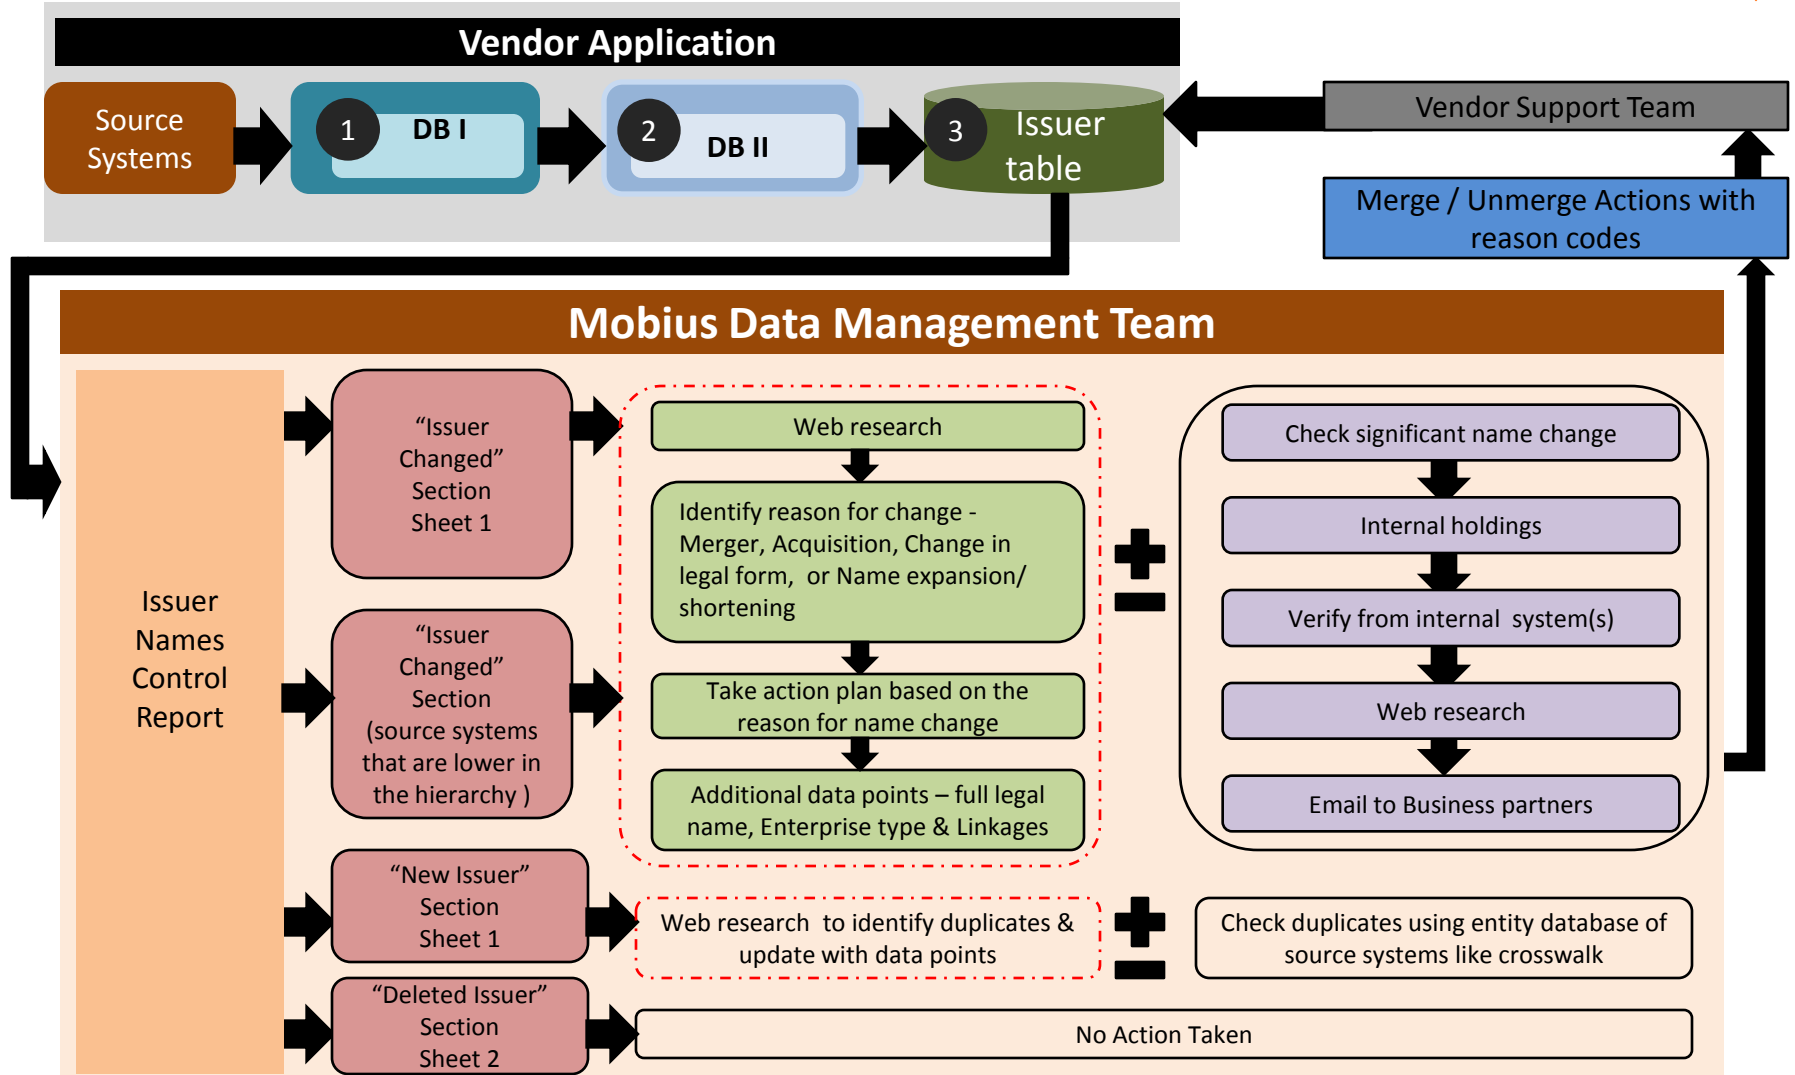 Vendor Application
Source
Systems
1
DB I
2
DB II
3
Issuer
table
Vendor Support Team
Merge / Unmerge Actions with
reason codes
Mobius Data Management Team
Issuer
Names
Control
Report
“Issuer
Changed”
Section
Sheet 1
“Issuer
Changed”
Section
(source systems
that are lower in
the hierarchy )
“New Issuer”
Section
Sheet 1
“Deleted Issuer”
Section
Sheet 2
Web research
Identify reason for change -
Merger, Acquisition, Change in
legal form,  or Name expansion/
shortening
Take action plan based on the
reason for name change
Additional data points – full legal
name, Enterprise type & Linkages
Check significant name change
Internal holdings
Verify from internal  system(s)
Web research
Email to Business partners
Web research  to identify duplicates &
update with data points
Check duplicates using entity database of
source systems like crosswalk
No Action Taken